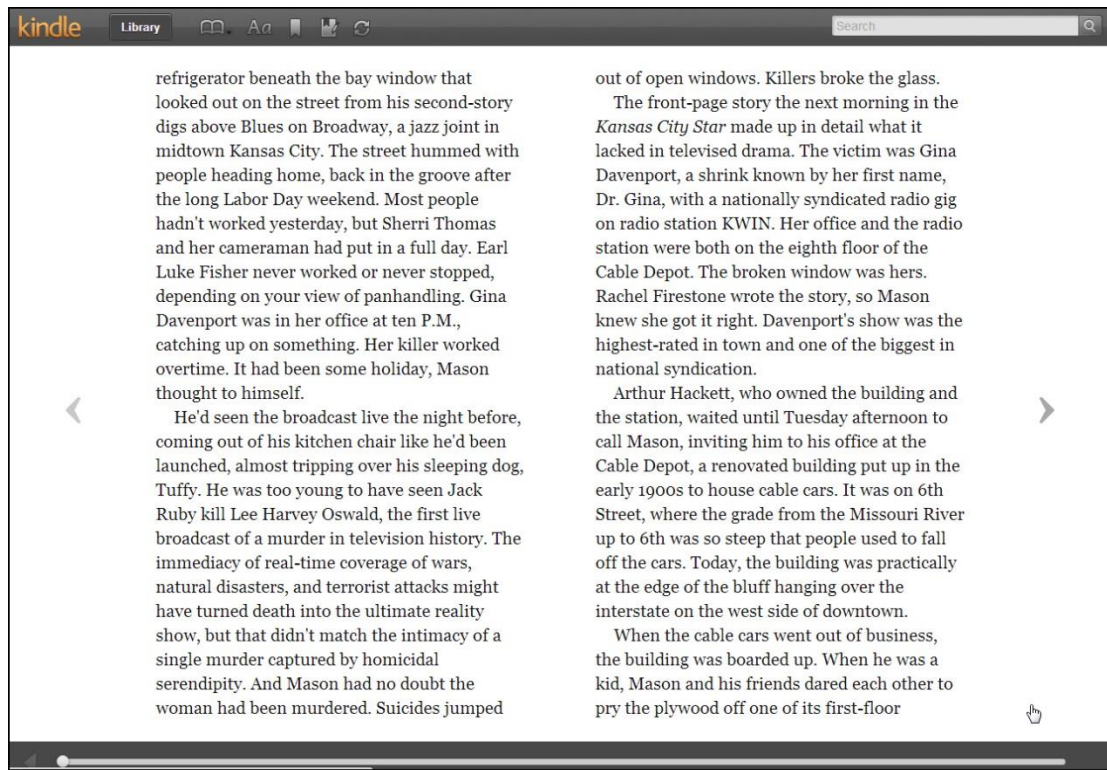 kindle
Library
Aa
Search
refrigerator beneath the bay window that
looked out on the street from his second-story
digs above Blues on Broadway, a jazz joint in
midtown Kansas City. The street hummed with
people heading home, back in the groove after
the long Labor Day weekend. Most people
hadn't worked yesterday, but Sherri Thomas
and her cameraman had put in a full day. Earl
Luke Fisher never worked or never stopped,
depending on your view of panhandling. Gina
Davenport was in her office at ten P.M.,
catching up on something. Her killer worked
overtime. It had been some holiday, Mason
thought to himself.
He'd seen the broadcast live the night before,
coming out of his kitchen chair like he'd been
launched, almost tripping over his sleeping dog,
Tuffy. He was too young to have seen Jack
Ruby kill Lee Harvey Oswald, the first live
broadcast of a murder in television history. The
immediacy of real-time coverage of wars,
natural disasters, and terrorist attacks might
have turned death into the ultimate reality
show, but that didn't match the intimacy of a
single murder captured by homicidal
serendipity. And Mason had no doubt the
woman had been murdered. Suicides jumped
out of open windows. Killers broke the glass.
The front-page story the next morning in the
Kansas City Star made up in detail what it
lacked in televised drama. The victim was Gina
Davenport, a shrink known by her first name,
Dr. Gina, with a nationally syndicated radio gig
on radio station KWIN. Her office and the radio
station were both on the eighth floor of the
Cable Depot. The broken window was hers.
Rachel Firestone wrote the story, so Mason
knew she got it right. Davenport's show was the
highest-rated in town and one of the biggest in
national syndication.
Arthur Hackett, who owned the building and
the station, waited until Tuesday afternoon to
call Mason, inviting him to his office at the
Cable Depot, a renovated building put up in the
early 1900s to house cable cars. It was on 6th
Street, where the grade from the Missouri River
up to 6th was so steep that people used to fall
off the cars. Today, the building was practically
at the edge of the bluff hanging over the
interstate on the west side of downtown.
When the cable cars went out of business,
the building was boarded up. When he was a
kid, Mason and his friends dared each other to
pry the plywood off one of its first-floor